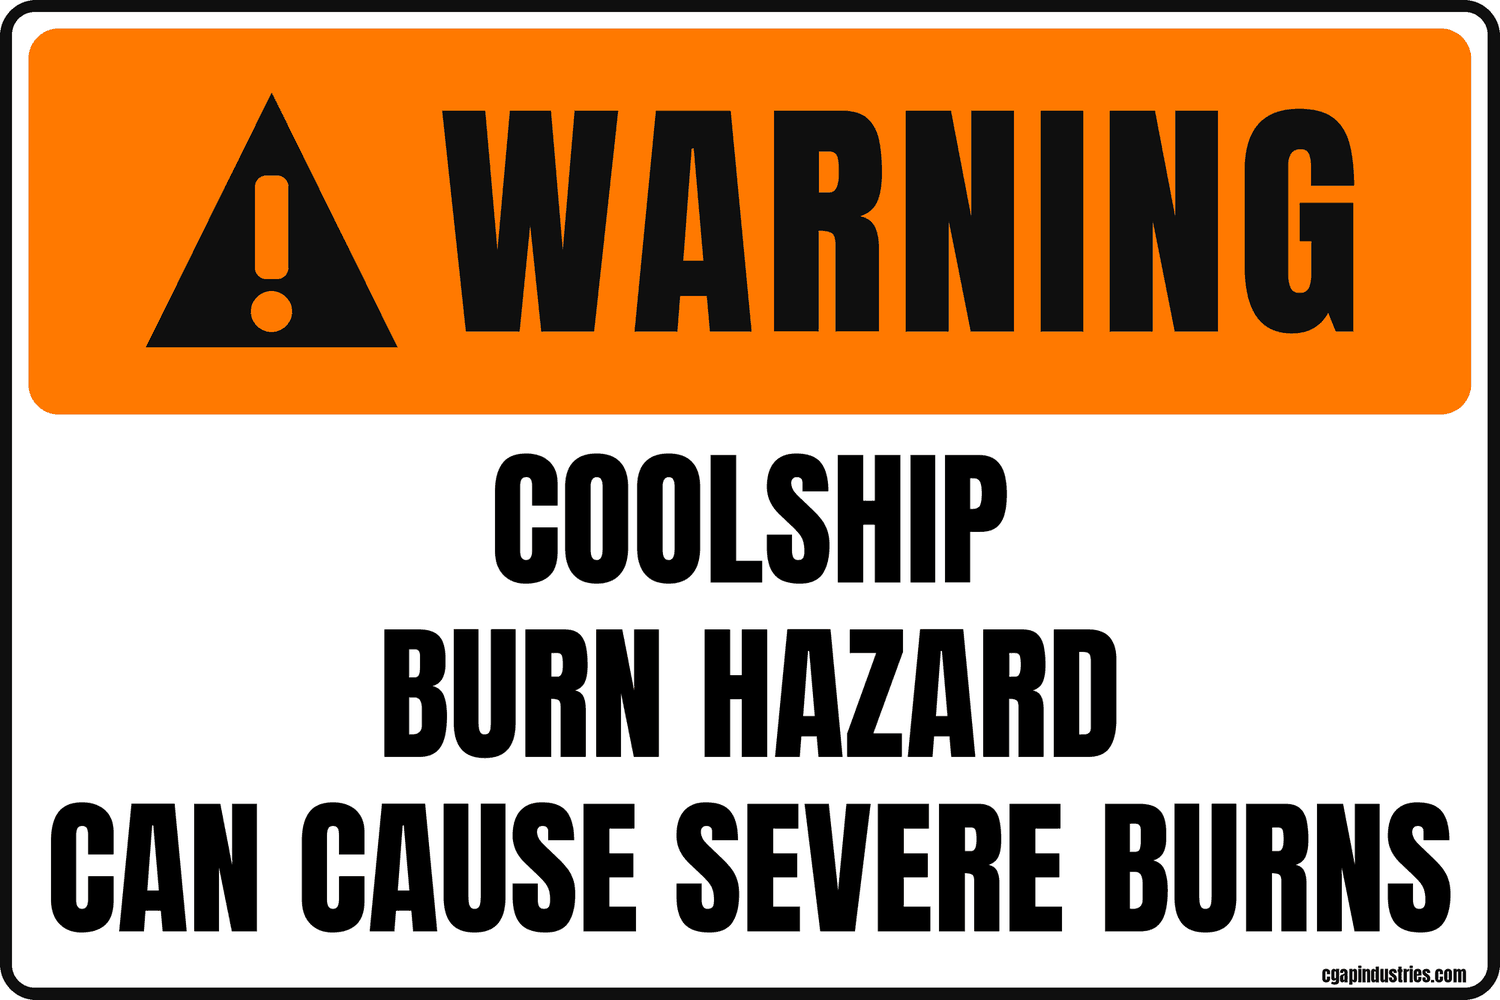 WARNING
COOLSHIP
BURN HAZARD
CAN CAUSE SEVERE BURNS
cgapindustries.com